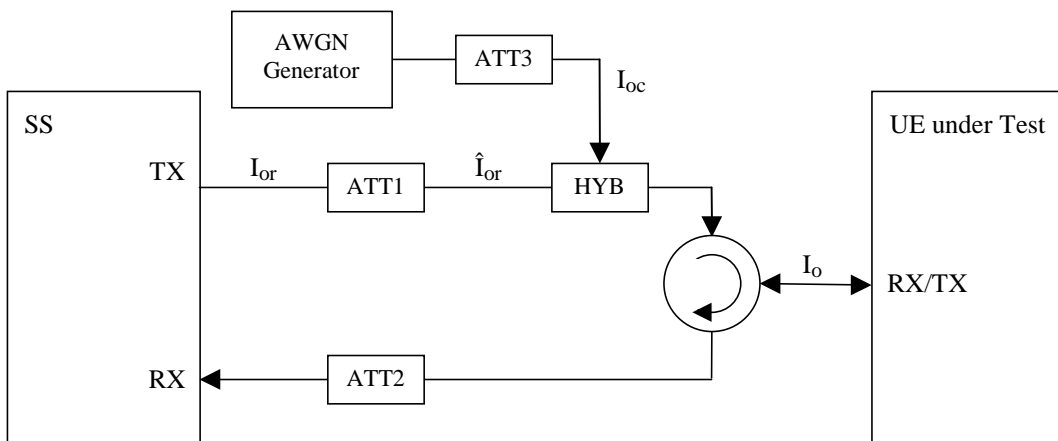 AWGN
Generator
ATT3
I_oc
SS
UE under Test
TX
I_or
ATT1
Î_or
HYB
I_o
RX/TX
RX
ATT2